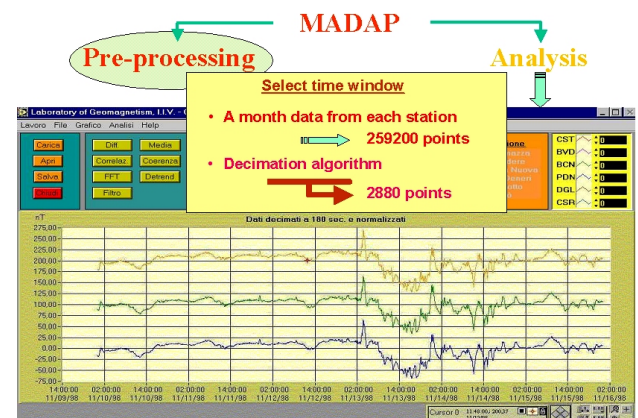 MADAP
Pre-processing
Analysis
Select time window
• A month data from each station
259200 points
• Decimation algorithm
2880 points
Laboratory of Geomagnetism, I.I.V. -
Lavoro File Grafico Analisi Help
Carica Diff. Media
Apri Correlaz. Coerenza
Salva FFT Detrend
Filtro
CST 0
BVD 0
BCN 0
PDN 0
DGL 0
CSR 0
nT
Dati decimati a 180 sec. e normalizzati
275,00
250,00
225,00
200,00
175,00
150,00
125,00
100,00
75,00
50,00
25,00
0,00
-25,00
-50,00
-75,00
14:00:00 02:00:00 14:00:00 02:00:00 14:00:00 02:00:00 14:00:00 02:00:00 14:00:00 02:00:00 14:00:00 02:00:00 14:00:00 02:00:00
11/09/98 11/10/98 11/10/98 11/11/98 11/11/98 11/12/98 11/12/98 11/13/98 11/13/98 11/14/98 11/14/98 11/15/98 11/15/98 11/16/98
Cursor 0